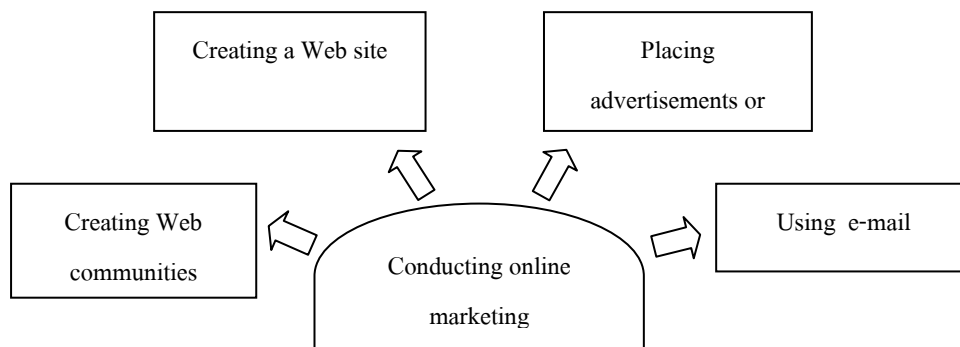 Creating a Web site
Placing
advertisements or
Creating Web
communities
Using e-mail
Conducting online
marketing